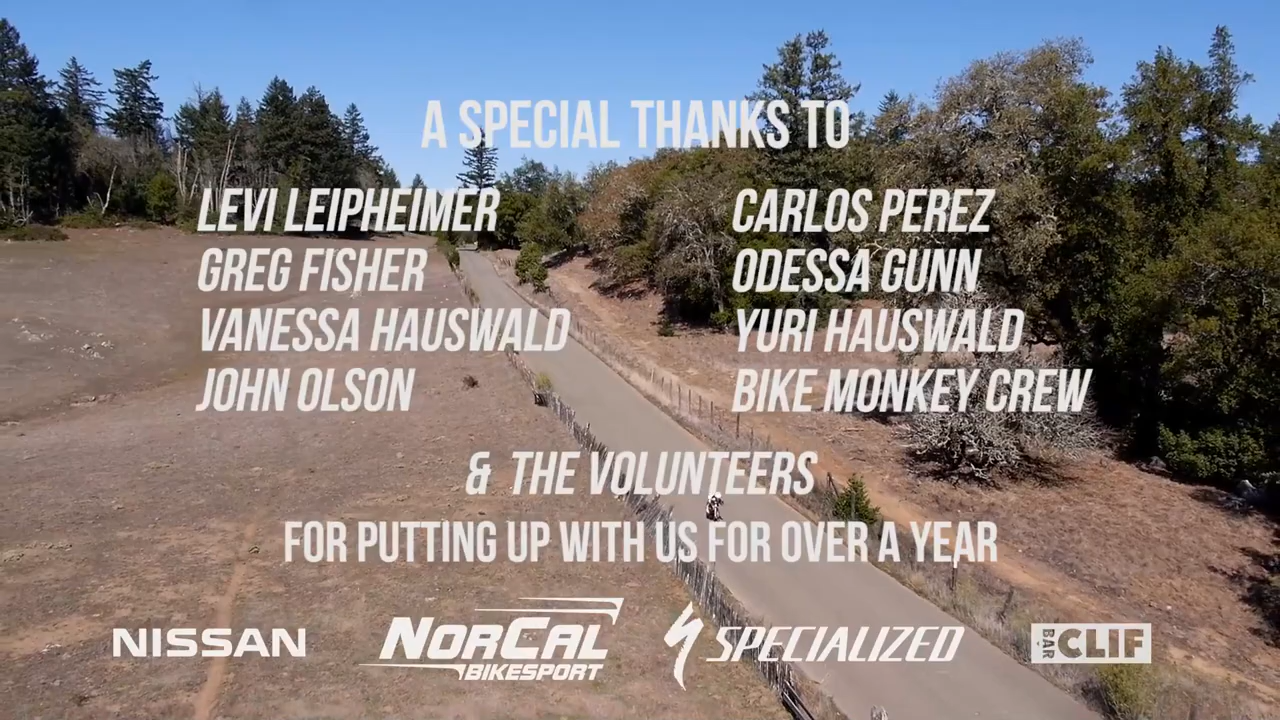 A SPECIAL THANKS TO
LEVI LEIPHEIMER
GREG FISHER
VANESSA HAUSWALD
JOHN OLSON
CARLOS PEREZ
ODESSA GUNN
YURI HAUSWALD
BIKE MONKEY CREW
& THE VOLUNTEERS
FOR PUTTING UP WITH US FOR OVER A YEAR
NISSAN
NORCAL
BIKESPORT
SPECIALIZED
CLIF
BAR